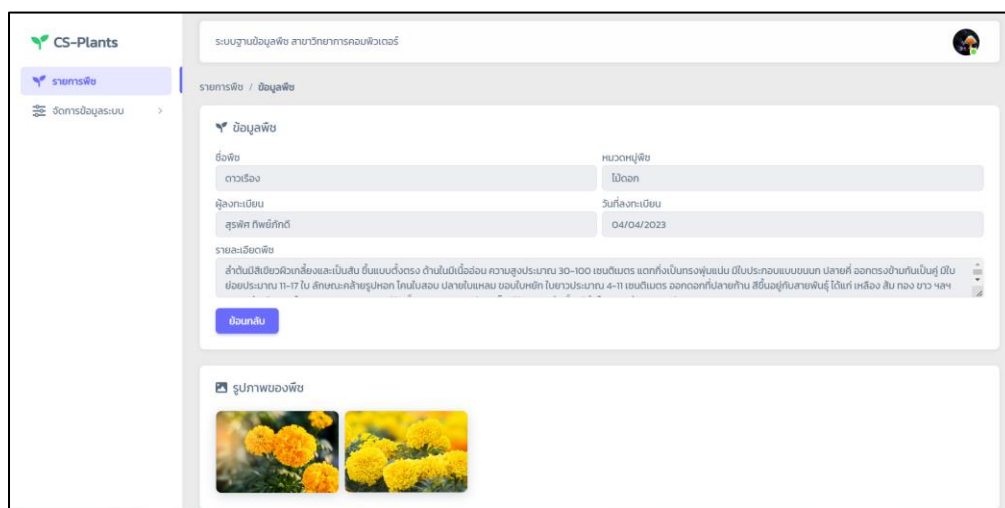 CS-Plants
ระบบฐานข้อมูลพืช สาขาวิทยาการคอมพิวเตอร์
รายการพืช
รายการพืช / ข้อมูลพืช
จัดการข้อมูลระบบ
ข้อมูลพืช
ชื่อพืช
หมวดหมู่พืช
ดาวเรือง
ไม้ดอก
ผู้ลงทะเบียน
วันที่ลงทะเบียน
สุรพัศ ทิพย์ภักดี
04/04/2023
รายละเอียดพืช
ลำต้นมีสีเขียวผิวเกลี้ยงและเป็นสัน ขึ้นแบบตั้งตรง ด้านในมีเนื้ออ่อน ความสูงประมาณ 30-100 เซนติเมตร แตกกิ่งเป็นทรงพุ่มแน่น มีใบประกอบแบบขนนก ปลายคี่ ออกตรงข้ามกันเป็นคู่ มีใบ
ย่อยประมาณ 11-17 ใบ ลักษณะคล้ายรูปหอก โคนใบสอบ ปลายใบแหลม ขอบใบหยัก ใบยาวประมาณ 4-11 เซนติเมตร ออกดอกที่ปลายก้าน สีขึ้นอยู่กับสายพันธุ์ ได้แก่ เหลือง ส้ม ทอง ขาว ฯลฯ
ย้อนกลับ
รูปภาพของพืช